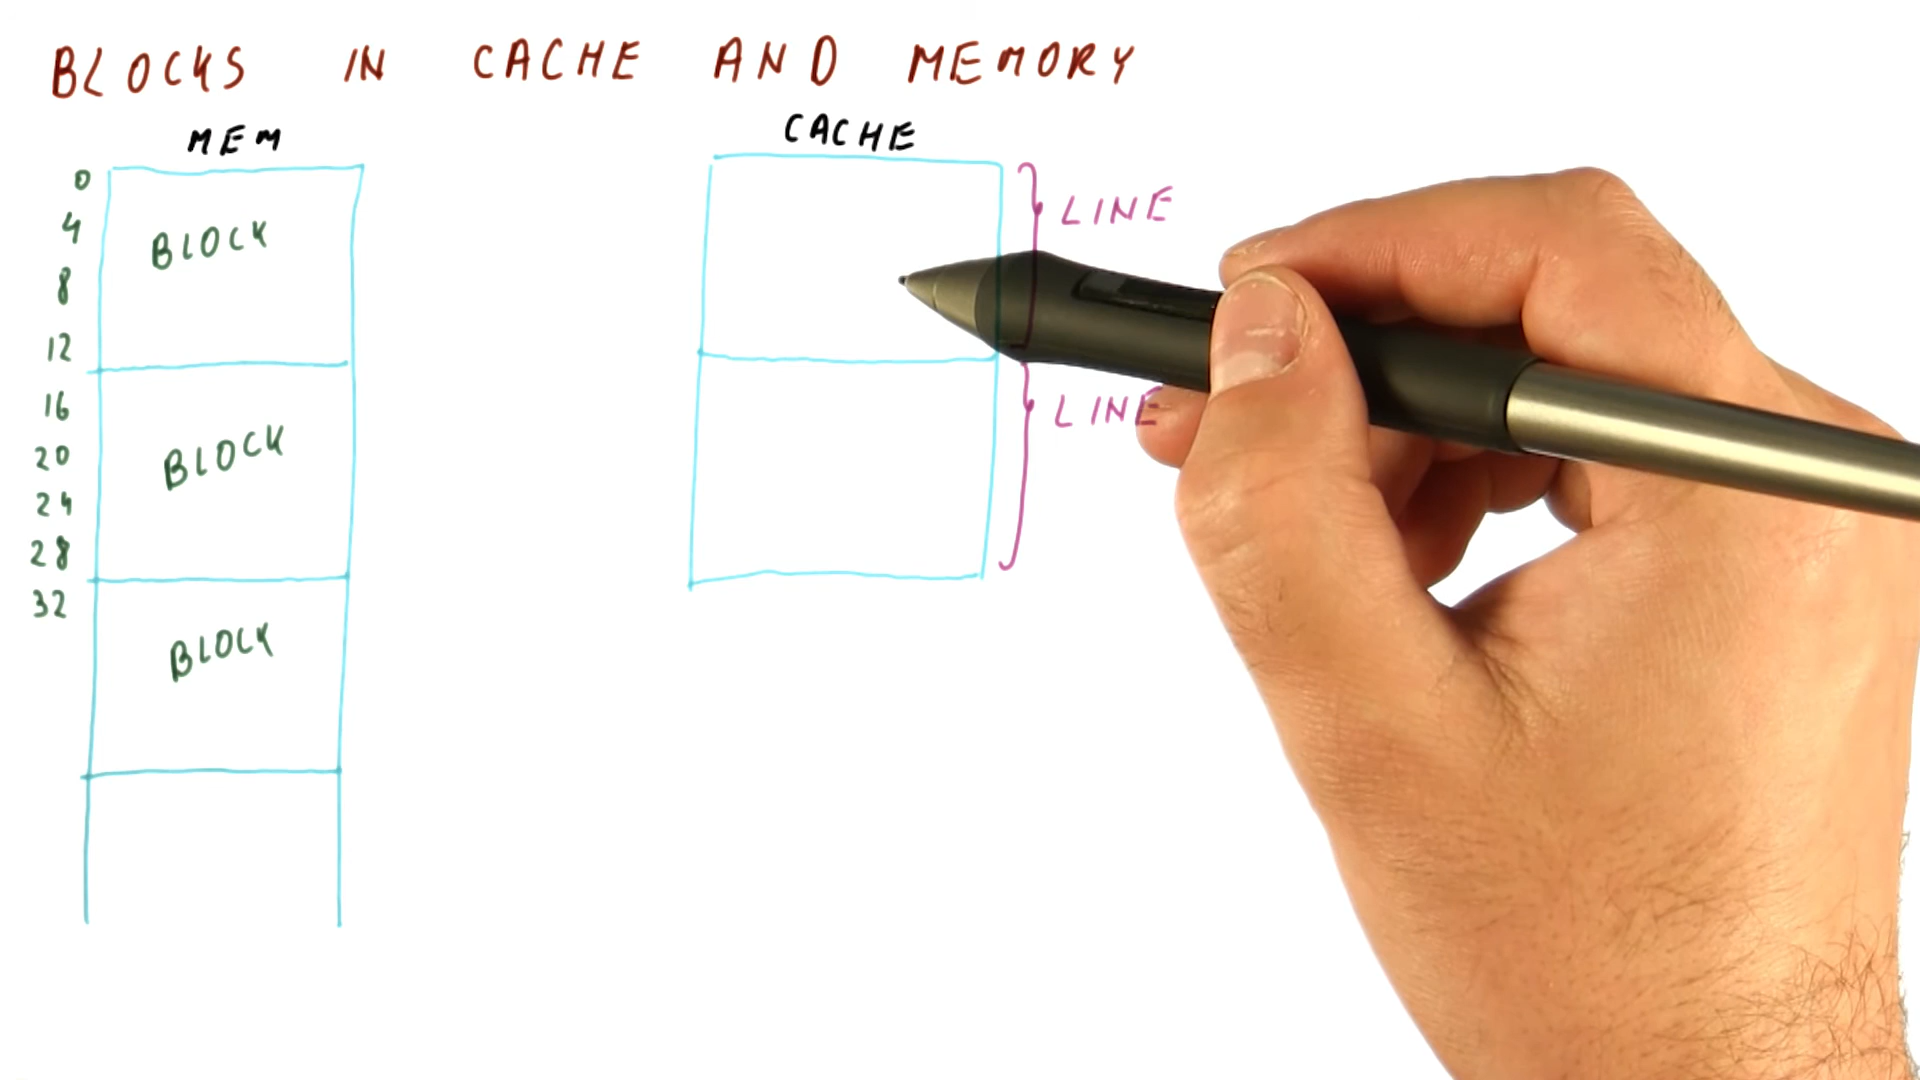 BLOCKS IN CACHE AND MEMORY
MEM
CACHE
0
4
8
12
16
20
24
28
32
BLOCK
BLOCK
BLOCK
LINE
LINE